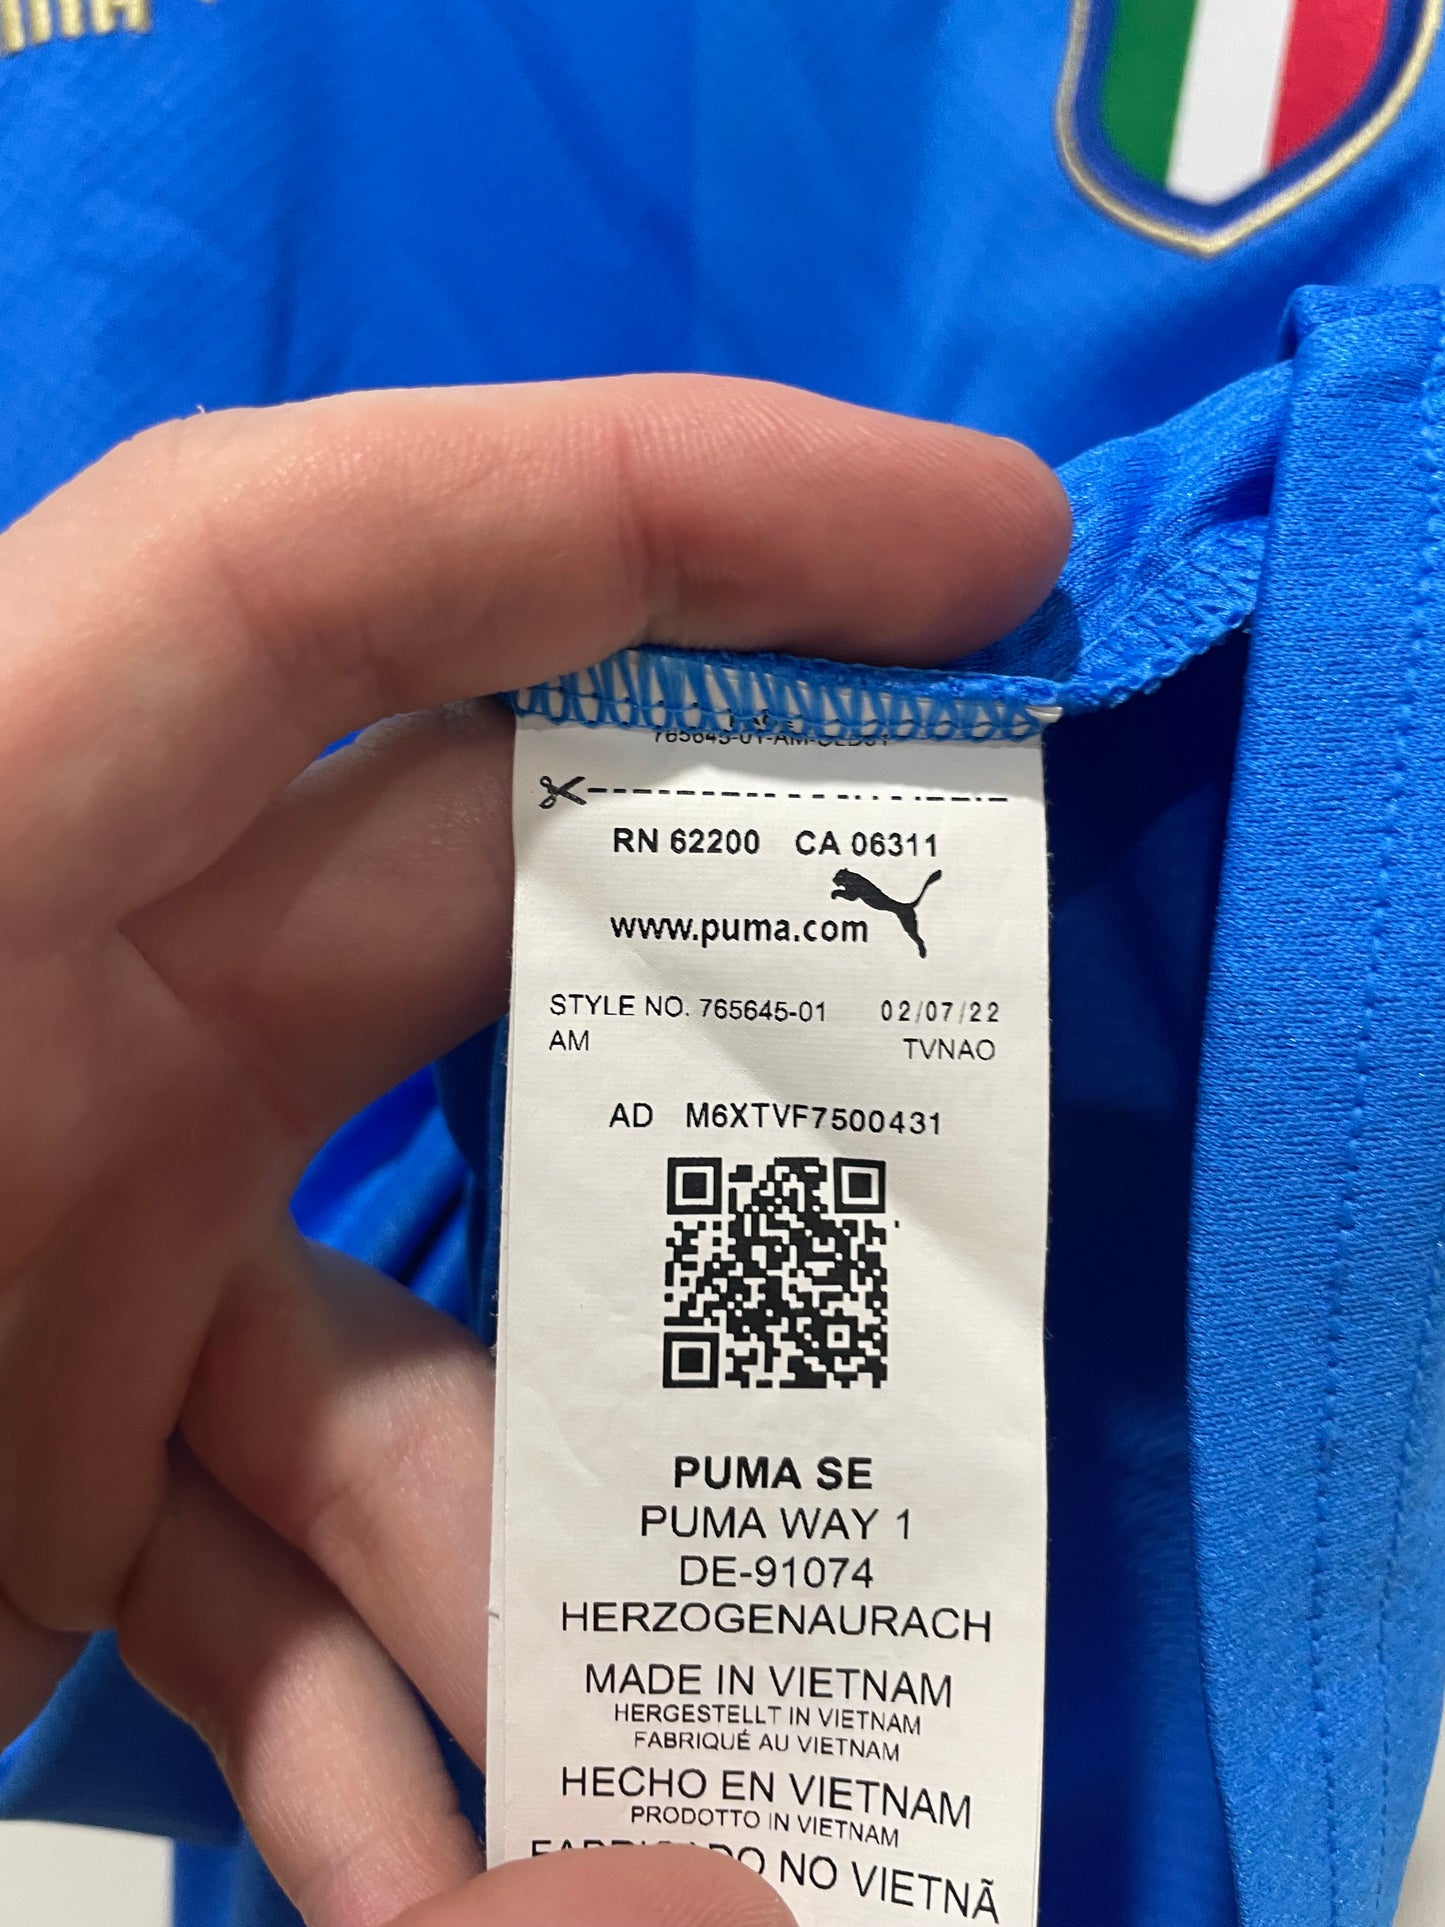 RN 62200 CA 06311
www.puma.com
STYLE NO. 765645-01 02/07/22
AM TVNAO
AD M6XTVF7500431
PUMA SE
PUMA WAY 1
DE-91074
HERZOGENAURACH
MADE IN VIETNAM
HERGESTELLT IN VIETNAM
FABRIQUÉ AU VIETNAM
HECHO EN VIETNAM
PRODOTTO IN VIETNAM
NO VIETNÃ